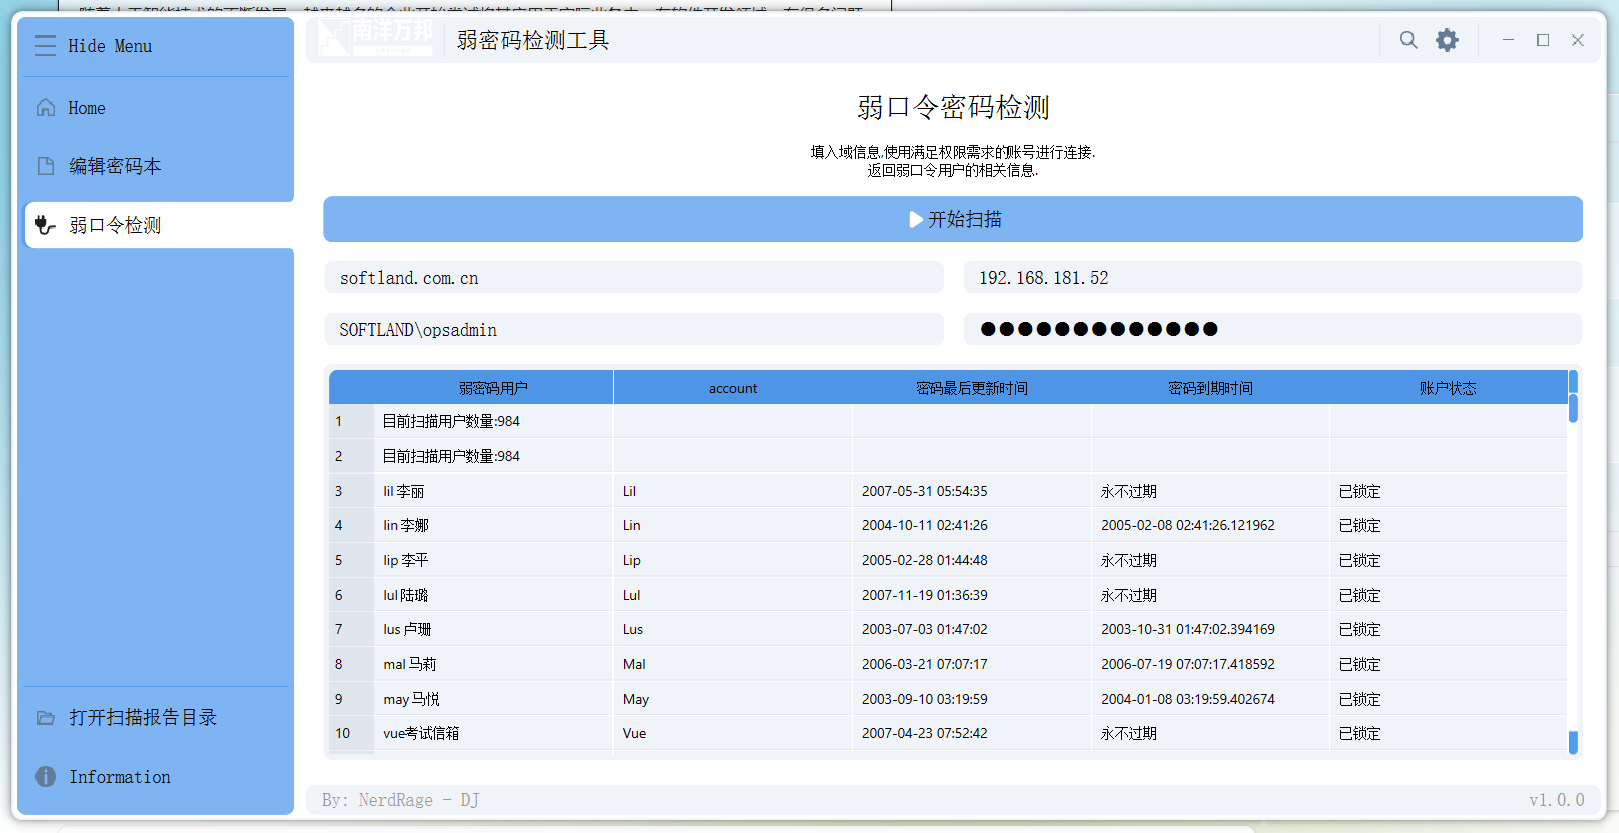 Hide Menu
Home
编辑密码本
弱口令检测
打开扫描报告目录
Information
南洋万邦
弱密码检测工具
弱口令密码检测
填入域信息,使用满足权限需求的账号进行连接.
返回弱口令用户的相关信息.
开始扫描
softland.com.cn 192.168.181.52
SOFTLAND\opsadmin ●●●●●●●●●●●●●
弱密码用户 account 密码最后更新时间 密码到期时间 账户状态
1 目前扫描用户数量:984
2 目前扫描用户数量:984
3 lil 李丽 Lil 2007-05-31 05:54:35 永不过期 已锁定
4 lin 李娜 Lin 2004-10-11 02:41:26 2005-02-08 02:41:26.121962 已锁定
5 lip 李平 Lip 2005-02-28 01:44:48 永不过期 已锁定
6 lul 陆璐 Lul 2007-11-19 01:36:39 永不过期 已锁定
7 lus 卢珊 Lus 2003-07-03 01:47:02 2003-10-31 01:47:02.394169 已锁定
8 mal 马莉 Mal 2006-03-21 07:07:17 2006-07-19 07:07:17.418592 已锁定
9 may 马悦 May 2003-09-10 03:19:59 2004-01-08 03:19:59.402674 已锁定
10 vue考试信箱 Vue 2007-04-23 07:52:42 永不过期 已锁定
By: NerdRage - DJ v1.0.0